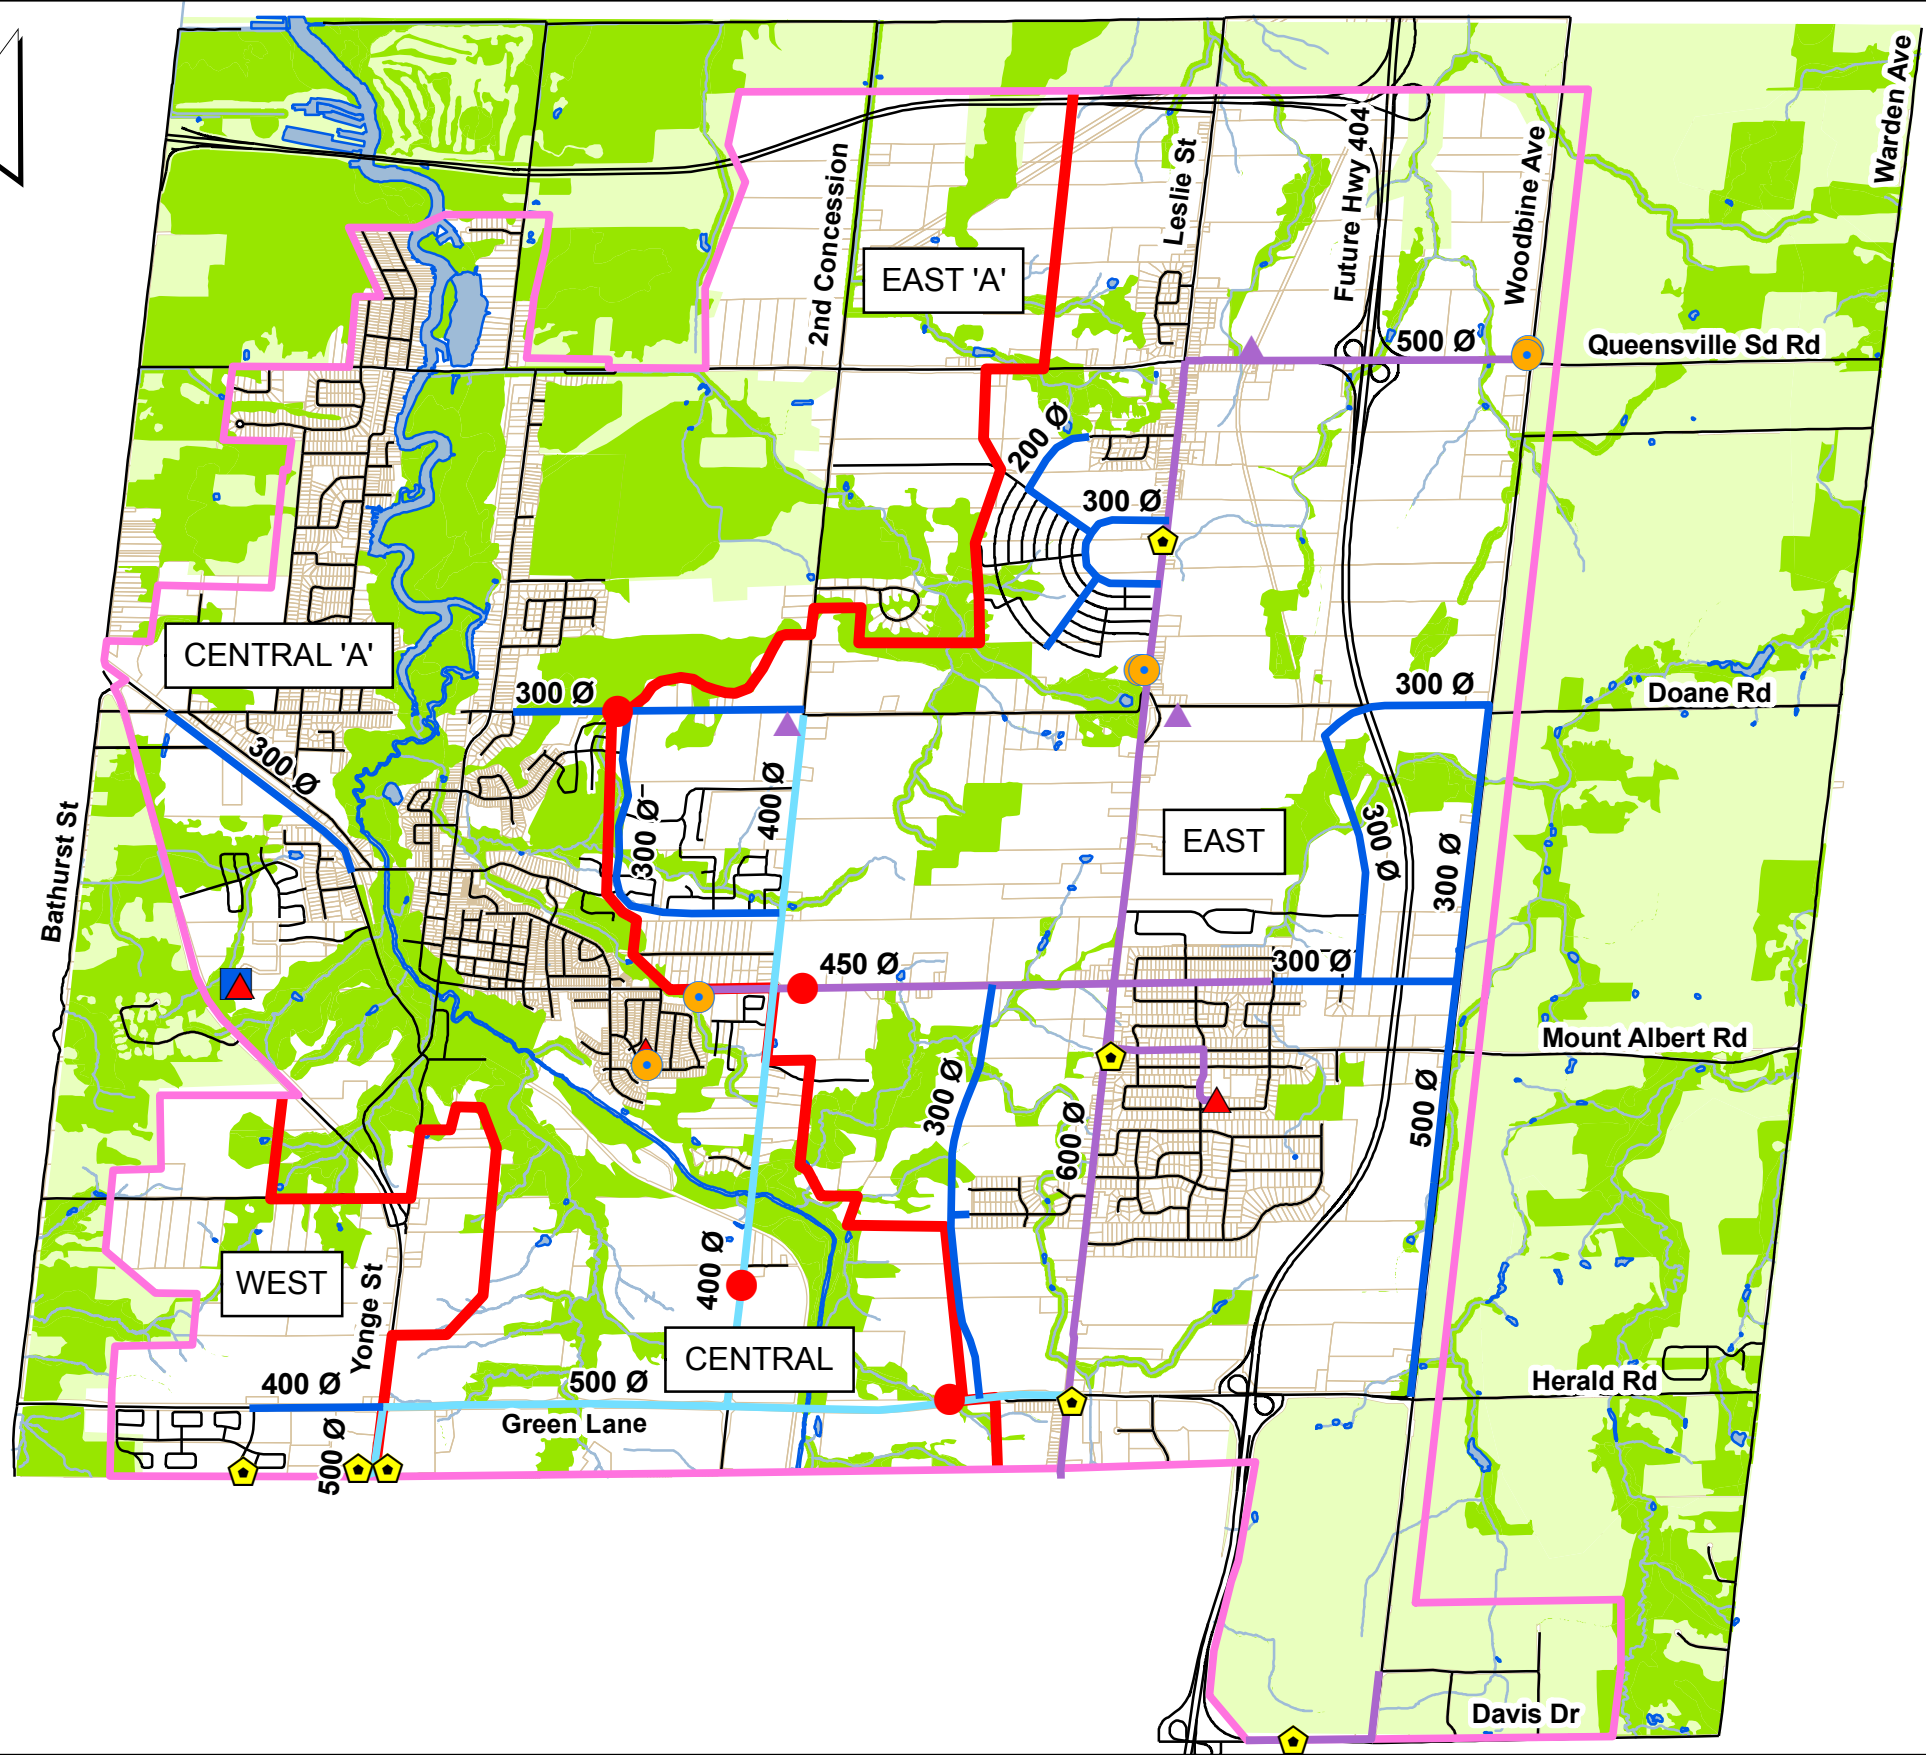 Warden Ave
2nd Concession
Leslie St
Future Hwy 404
Woodbine Ave
EAST 'A'
500 Ø
Queensville Sd Rd
200 Ø
300 Ø
CENTRAL 'A'
300 Ø
300 Ø
Doane Rd
300 Ø
400 Ø
300 Ø
EAST
300 Ø
300 Ø
Bathurst St
450 Ø
300 Ø
Mount Albert Rd
300 Ø
600 Ø
500 Ø
WEST
Yonge St
400 Ø
CENTRAL
400 Ø
500 Ø
Herald Rd
Green Lane
500 Ø
Davis Dr